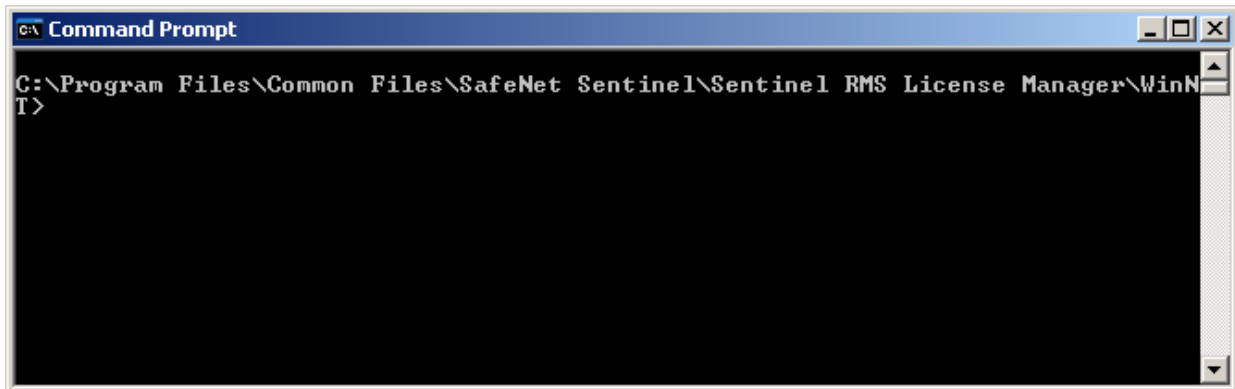 Command Prompt
C:\Program Files\Common Files\SafeNet Sentinel\Sentinel RMS License Manager\WinN
T>